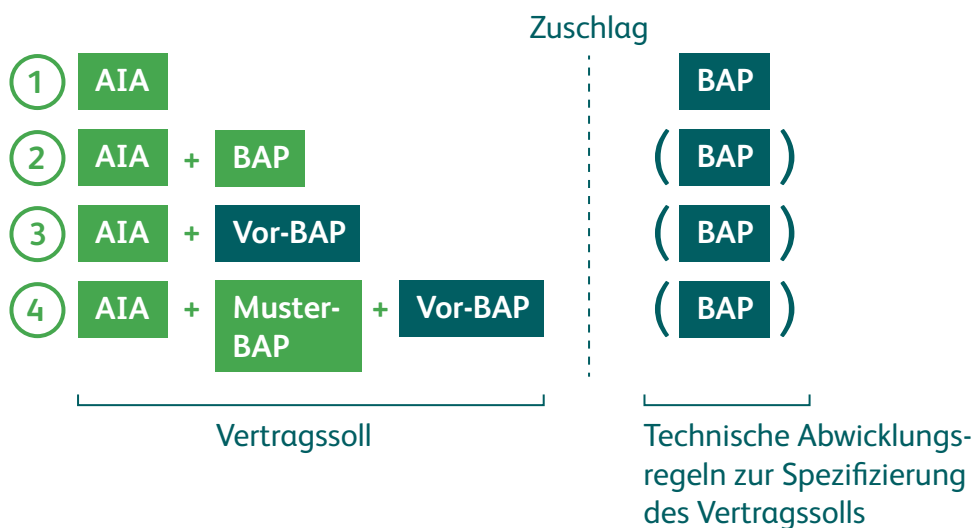 Zuschlag
1 AIA BAP
2 AIA + BAP ( BAP )
3 AIA + Vor-BAP ( BAP )
4 AIA + Muster- + Vor-BAP ( BAP )
BAP
Vertragssoll
Technische Abwicklungs-
regeln zur Spezifizierung
des Vertragssolls